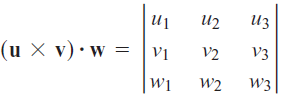 u₁ u₂ u₃
(u × v) · w = v₁ v₂ v₃
w₁ w₂ w₃